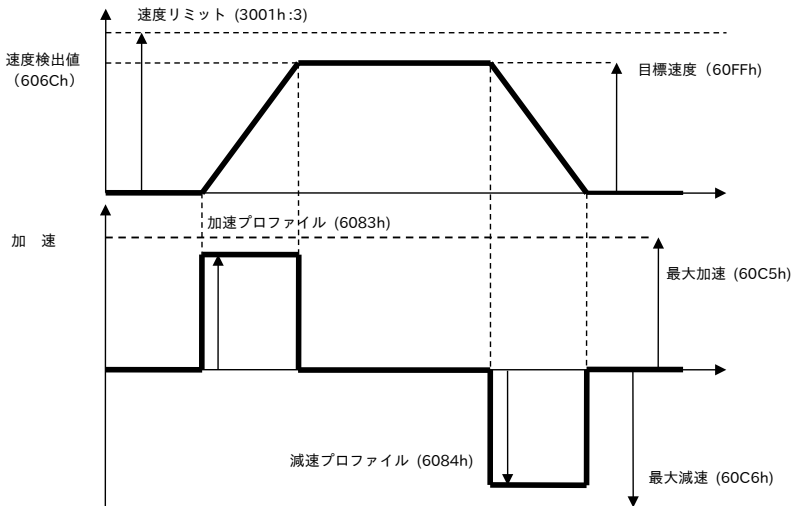 速度リミット (3001h:3)
速度検出値
(606Ch)
目標速度（60FFh)
加速プロファイル (6083h)
加　速
最大加速 (60C5h)
減速プロファイル (6084h)
最大減速 (60C6h)